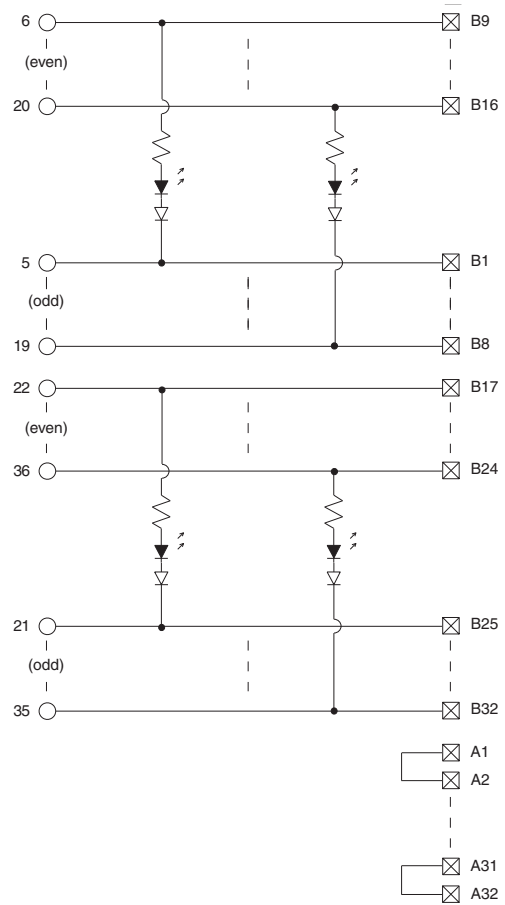 6 B9
(even)
20 B16
5 B1
(odd)
19 B8
22 B17
(even)
36 B24
21 B25
(odd)
35 B32
A1
A2
A31
A32